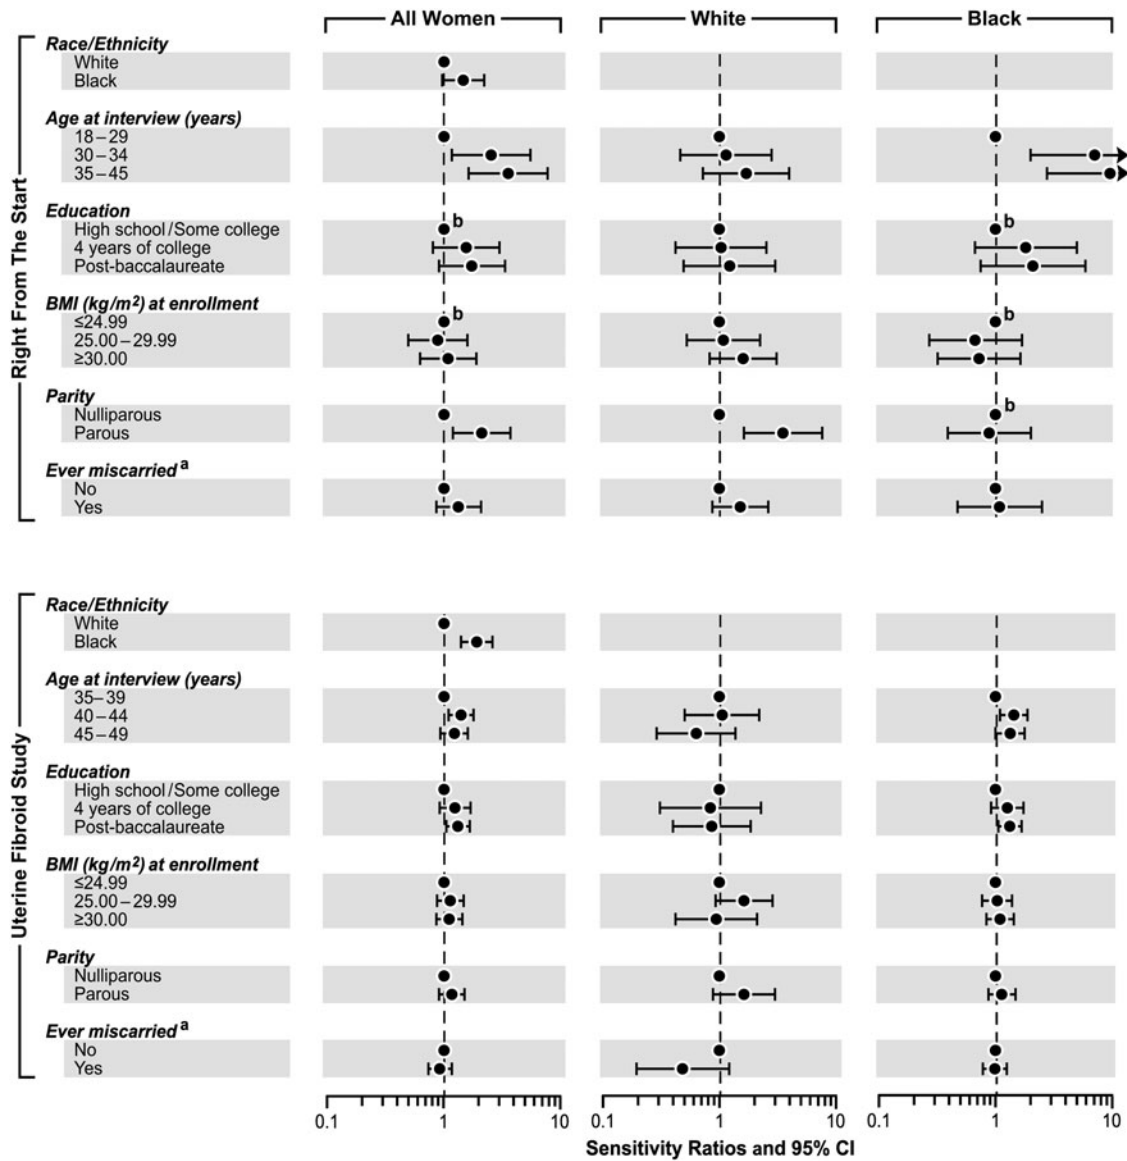 All Women White Black
Right From The Start
Race/Ethnicity
White
Black
Age at interview (years)
18–29
30–34
35–45
Education
High school/Some college b b
4 years of college
Post-baccalaureate
BMI (kg/m²) at enrollment
≤24.99 b b
25.00–29.99
≥30.00
Parity
Nulliparous b
Parous
Ever miscarried a
No
Yes
Uterine Fibroid Study
Race/Ethnicity
White
Black
Age at interview (years)
35–39
40–44
45–49
Education
High school/Some college
4 years of college
Post-baccalaureate
BMI (kg/m²) at enrollment
≤24.99
25.00–29.99
≥30.00
Parity
Nulliparous
Parous
Ever miscarried a
No
Yes
0.1 1 10 0.1 1 10 0.1 1 10
Sensitivity Ratios and 95% CI